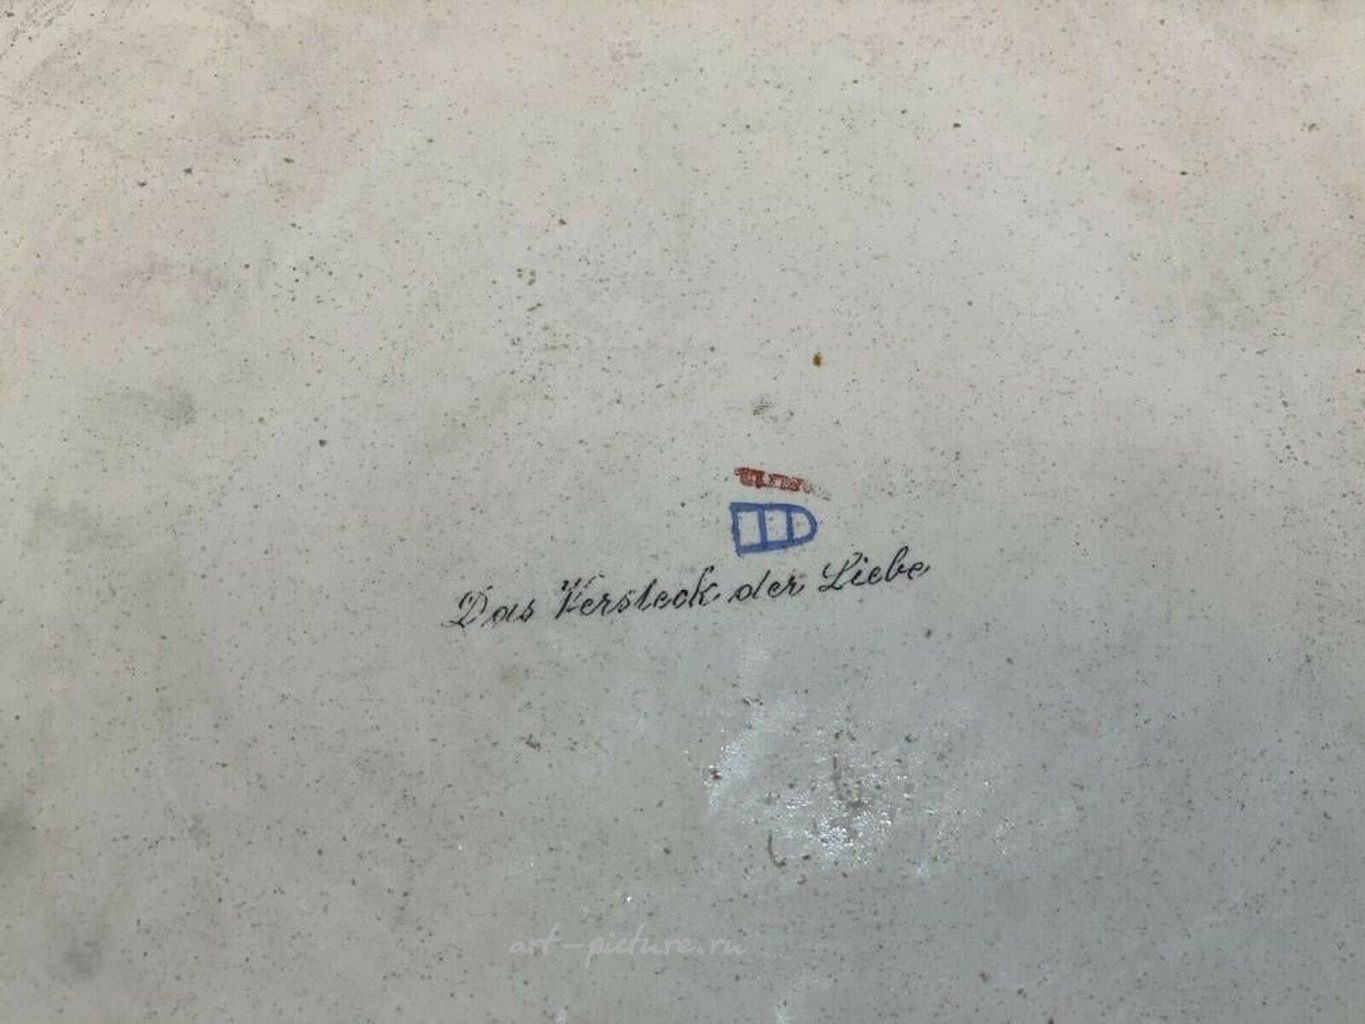 Das Versteck der Liebe
art-picture.ru